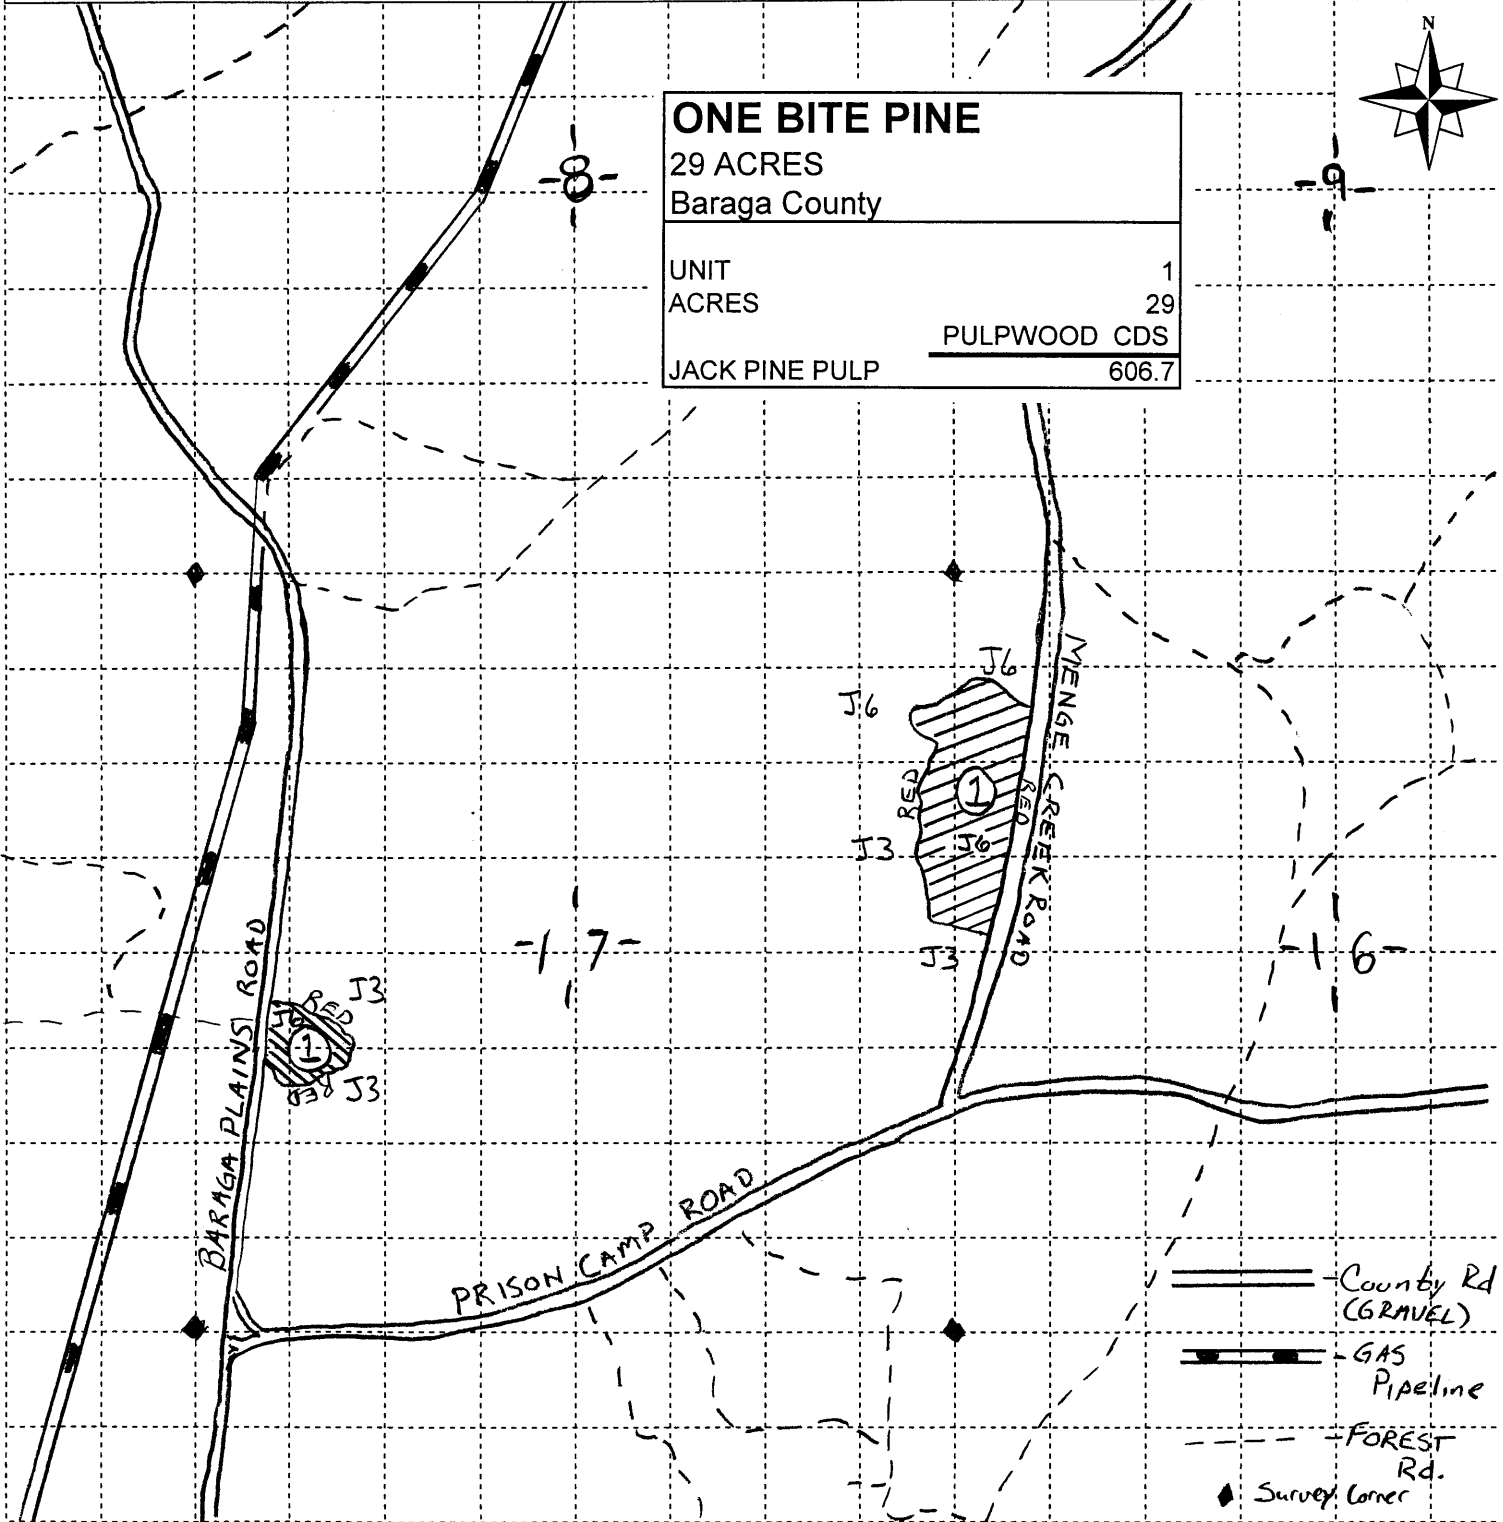 N
ONE BITE PINE
29 ACRES
Baraga County
UNIT 1
ACRES 29
PULPWOOD CDS
JACK PINE PULP 606.7
-8-
-9-
J6
J6
RED
1
RED
J6
J3
J3
MENGE CREEK ROAD
-17-
-16-
BARAGA PLAINS ROAD
J3
RED
J6
1
RED
J3
PRISON CAMP ROAD
County Rd
(GRAVEL)
GAS
Pipeline
FOREST
Rd.
Survey Corner